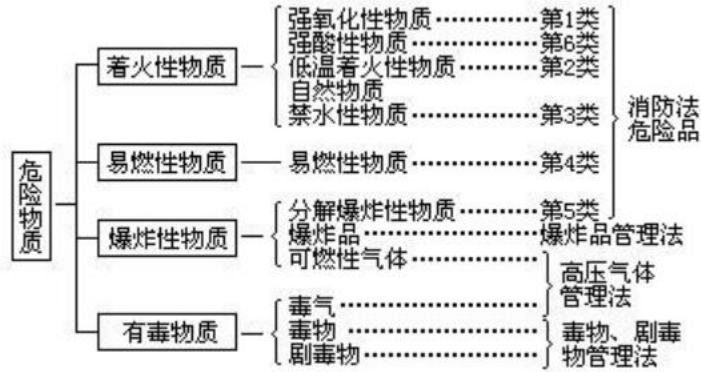 危险物质
着火性物质
强氧化性物质………………第1类
强酸性物质………………第6类
低温著火性物质…………第2类
自然物质
禁水性物质………………第3类
消防法
危险品
易燃性物质
易燃性物质………………第4类
爆炸性物质
分解爆炸性物质…………第5类
爆炸品………………爆炸品管理法
可燃性气体
高压气体
管理法
有毒物质
毒气
毒物
剧毒物
毒物、剧毒
物管理法